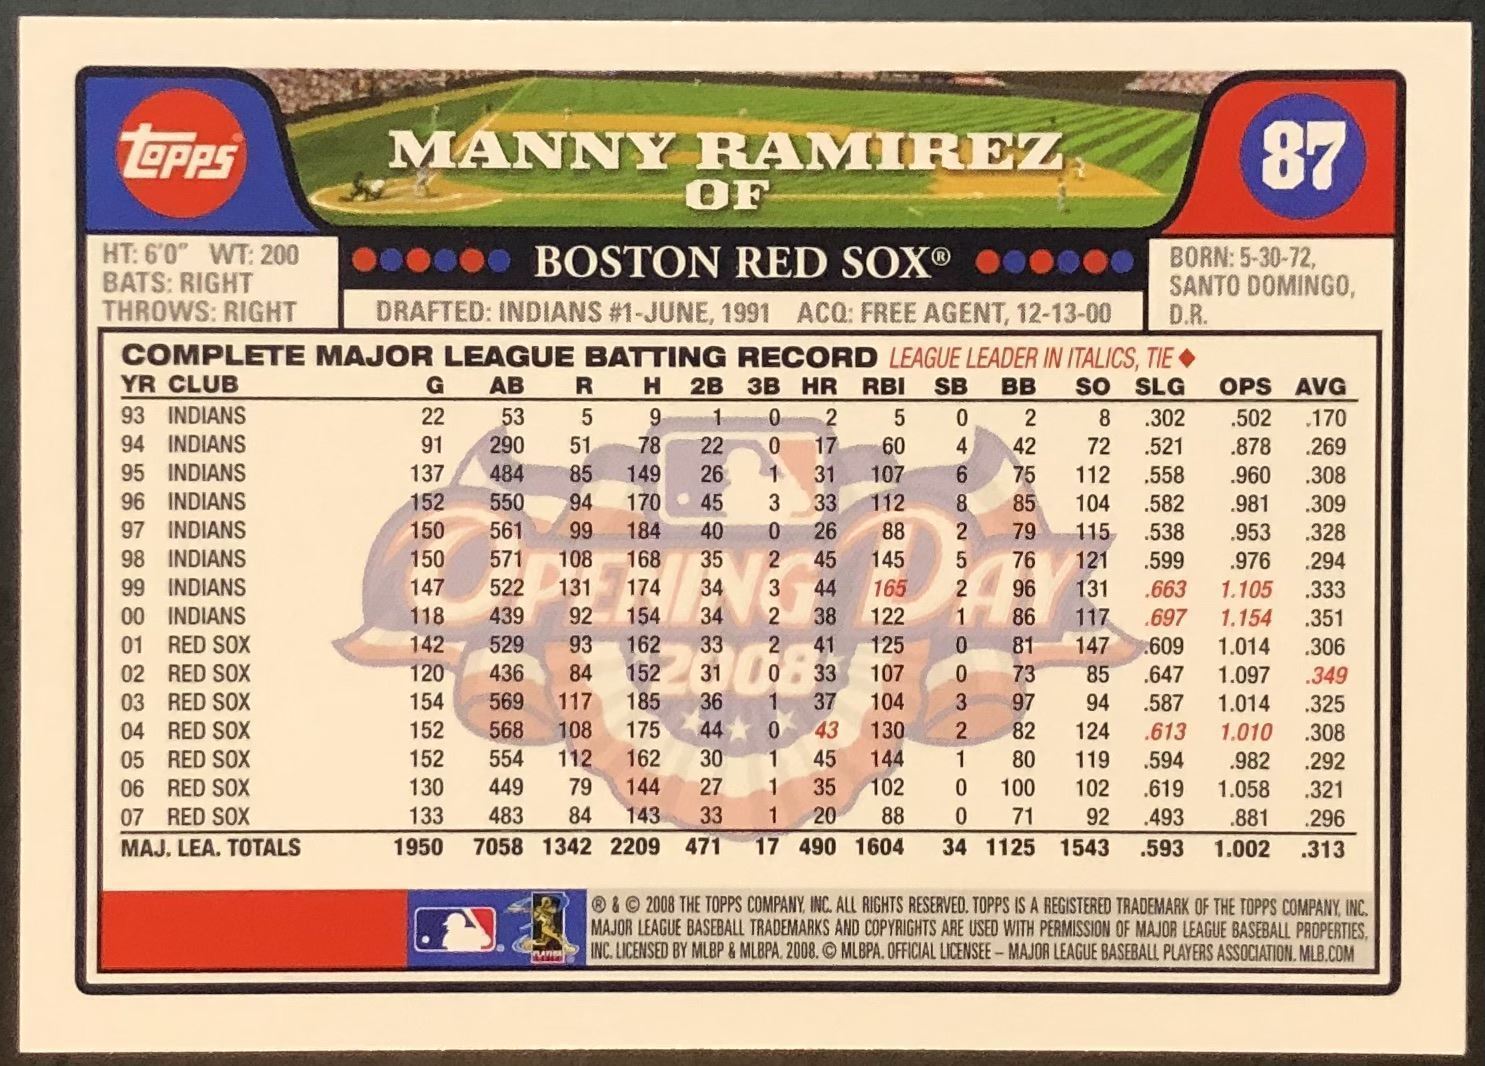 topps
MANNY RAMIREZ
OF
87
HT: 6'0" WT: 200
BATS: RIGHT
THROWS: RIGHT
BOSTON RED SOX®
DRAFTED: INDIANS #1-JUNE, 1991 ACQ: FREE AGENT, 12-13-00
BORN: 5-30-72,
SANTO DOMINGO,
D.R.
COMPLETE MAJOR LEAGUE BATTING RECORD LEAGUE LEADER IN ITALICS, TIE ♦
YR CLUB G AB R H 2B 3B HR RBI SB BB SO SLG OPS AVG
93 INDIANS 22 53 5 9 1 0 2 5 0 2 8 .302 .502 .170
94 INDIANS 91 290 51 78 22 0 17 60 4 42 72 .521 .878 .269
95 INDIANS 137 484 85 149 26 1 31 107 6 75 112 .558 .960 .308
96 INDIANS 152 550 94 170 45 3 33 112 8 85 104 .582 .981 .309
97 INDIANS 150 561 99 184 40 0 26 88 2 79 115 .538 .953 .328
98 INDIANS 150 571 108 168 35 2 45 145 5 76 121 .599 .976 .294
99 INDIANS 147 522 131 174 34 3 44 165 2 96 131 .663 1.105 .333
00 INDIANS 118 439 92 154 34 2 38 122 1 86 117 .697 1.154 .351
01 RED SOX 142 529 93 162 33 2 41 125 0 81 147 .609 1.014 .306
02 RED SOX 120 436 84 152 31 0 33 107 0 73 85 .647 1.097 .349
03 RED SOX 154 569 117 185 36 1 37 104 3 97 94 .587 1.014 .325
04 RED SOX 152 568 108 175 44 0 43 130 2 82 124 .613 1.010 .308
05 RED SOX 152 554 112 162 30 1 45 144 1 80 119 .594 .982 .292
06 RED SOX 130 449 79 144 27 1 35 102 0 100 102 .619 1.058 .321
07 RED SOX 133 483 84 143 33 1 20 88 0 71 92 .493 .881 .296
MAJ. LEA. TOTALS 1950 7058 1342 2209 471 17 490 1604 34 1125 1543 .593 1.002 .313
OPENING DAY
2008
® & © 2008 THE TOPPS COMPANY, INC. ALL RIGHTS RESERVED. TOPPS IS A REGISTERED TRADEMARK OF THE TOPPS COMPANY, INC.
MAJOR LEAGUE BASEBALL TRADEMARKS AND COPYRIGHTS ARE USED WITH PERMISSION OF MAJOR LEAGUE BASEBALL PROPERTIES,
INC. LICENSED BY MLBP & MLBPA. 2008. © MLBPA. OFFICIAL LICENSEE – MAJOR LEAGUE BASEBALL PLAYERS ASSOCIATION. MLB.COM